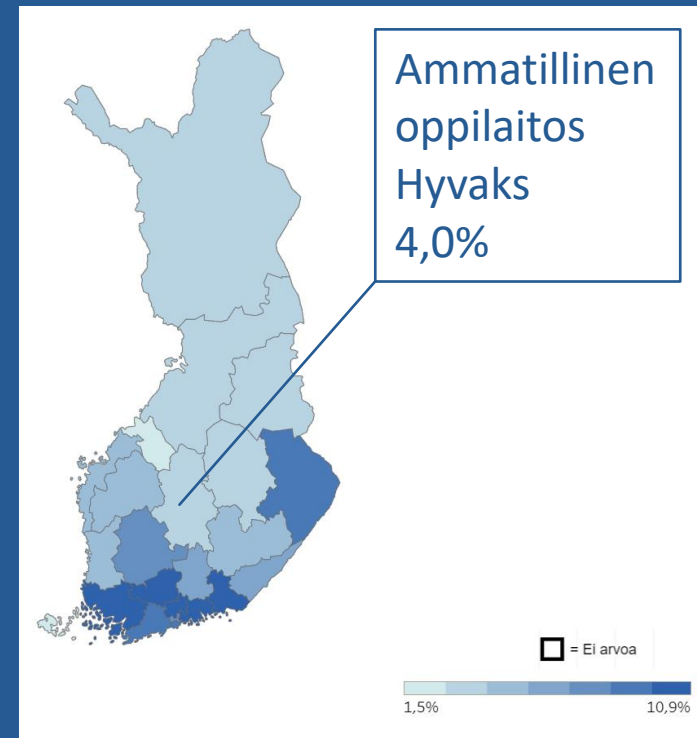 Ammatillinen
oppilaitos
Hyvaks
4,0%
= Ei arvoa
1,5%
10,9%